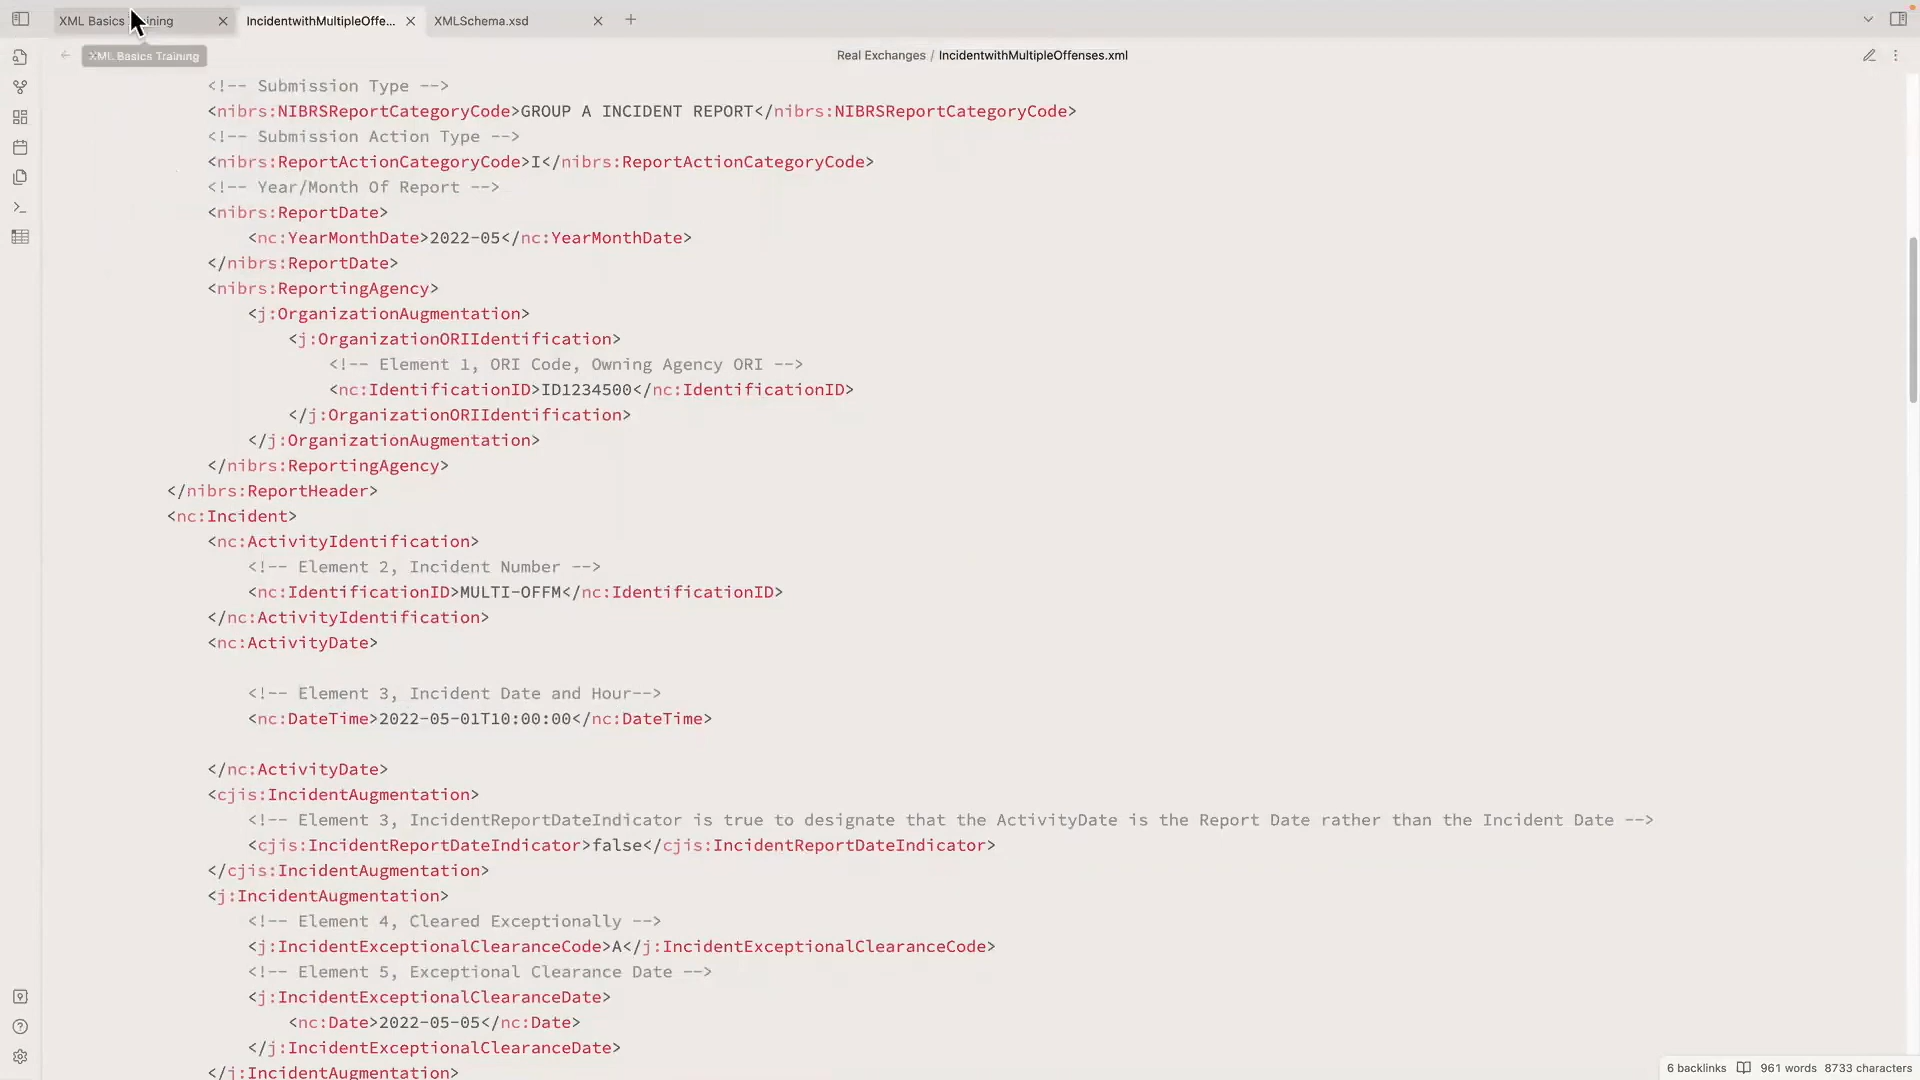 XML Basics Training
IncidentwithMultipleOffe...
XMLSchema.xsd
XML Basics Training
Real Exchanges / IncidentwithMultipleOffenses.xml
<!-- Submission Type -->
<nibrs:NIBRSReportCategoryCode>GROUP A INCIDENT REPORT</nibrs:NIBRSReportCategoryCode>
<!-- Submission Action Type -->
<nibrs:ReportActionCategoryCode>I</nibrs:ReportActionCategoryCode>
<!-- Year/Month Of Report -->
<nibrs:ReportDate>
<nc:YearMonthDate>2022-05</nc:YearMonthDate>
</nibrs:ReportDate>
<nibrs:ReportingAgency>
<j:OrganizationAugmentation>
<j:OrganizationORIIdentification>
<!-- Element 1, ORI Code, Owning Agency ORI -->
<nc:IdentificationID>ID1234500</nc:IdentificationID>
</j:OrganizationORIIdentification>
</j:OrganizationAugmentation>
</nibrs:ReportingAgency>
</nibrs:ReportHeader>
<nc:Incident>
<nc:ActivityIdentification>
<!-- Element 2, Incident Number -->
<nc:IdentificationID>MULTI-OFFM</nc:IdentificationID>
</nc:ActivityIdentification>
<nc:ActivityDate>
<!-- Element 3, Incident Date and Hour-->
<nc:DateTime>2022-05-01T10:00:00</nc:DateTime>
</nc:ActivityDate>
<cjis:IncidentAugmentation>
<!-- Element 3, IncidentReportDateIndicator is true to designate that the ActivityDate is the Report Date rather than the Incident Date -->
<cjis:IncidentReportDateIndicator>false</cjis:IncidentReportDateIndicator>
</cjis:IncidentAugmentation>
<j:IncidentAugmentation>
<!-- Element 4, Cleared Exceptionally -->
<j:IncidentExceptionalClearanceCode>A</j:IncidentExceptionalClearanceCode>
<!-- Element 5, Exceptional Clearance Date -->
<j:IncidentExceptionalClearanceDate>
<nc:Date>2022-05-05</nc:Date>
</j:IncidentExceptionalClearanceDate>
</j:IncidentAugmentation>
6 backlinks 961 words 8733 characters